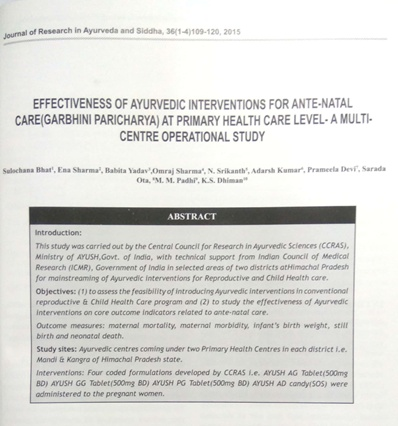 Journal of Research in Ayurveda and Siddha, 36(1-4)109-120, 2015
EFFECTIVENESS OF AYURVEDIC INTERVENTIONS FOR ANTE-NATAL
CARE(GARBHINI PARICHARYA) AT PRIMARY HEALTH CARE LEVEL- A MULTI-
CENTRE OPERATIONAL STUDY
Sulochana Bhat¹, Ena Sharma², Babita Yadav³,Omraj Sharma⁴, N. Srikanth⁵, Adarsh Kumar⁶, Prameela Devi⁷, Sarada
Ota, ⁸M. M. Padhi⁹, K.S. Dhiman¹⁰
ABSTRACT
Introduction:
This study was carried out by the Central Council for Research in Ayurvedic Sciences (CCRAS),
Ministry of AYUSH,Govt. of India, with technical support from Indian Council of Medical
Research (ICMR), Government of India in selected areas of two districts atHimachal Pradesh
for mainstreaming of Ayurvedic Interventions for Reproductive and Child Health care.
Objectives: (1) to assess the feasibility of introducing Ayurvedic Interventions in conventional
reproductive & Child Health Care program and (2) to study the effectiveness of Ayurvedic
Interventions on core outcome indicators related to ante-natal care.
Outcome measures: maternal mortality, maternal morbidity, infant's birth weight, still
birth and neonatal death.
Study sites: Ayurvedic centres coming under two Primary Health Centres in each district i.e.
Mandi & Kangra of Himachal Pradesh state.
Interventions: Four coded formulations developed by CCRAS i.e. AYUSH AG Tablet(500mg
BD) AYUSH GG Tablet(500mg BD) AYUSH PG Tablet(500mg BD) AYUSH AD candy(SOS) were
administered to the pregnant women.